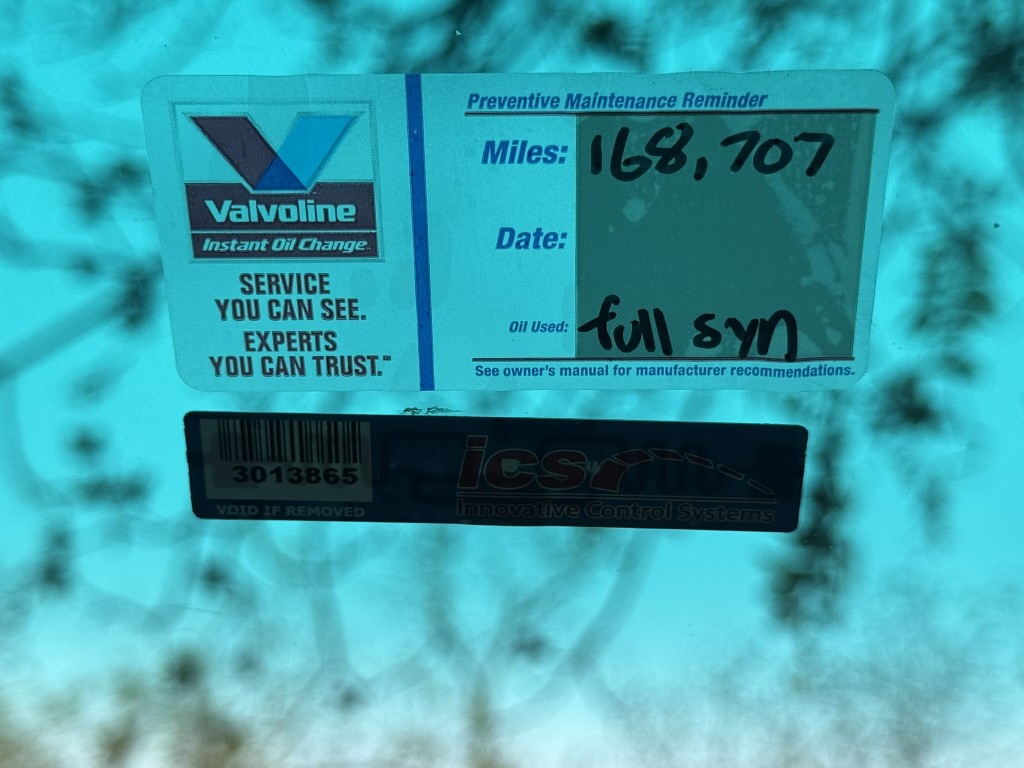 Valvoline
Instant Oil Change
SERVICE
YOU CAN SEE.
EXPERTS
YOU CAN TRUST.℠
Preventive Maintenance Reminder
Miles: 168,707
Date:
Oil Used: full syn
See owner's manual for manufacturer recommendations.
3013865
VOID IF REMOVED
ics
Innovative Control Systems